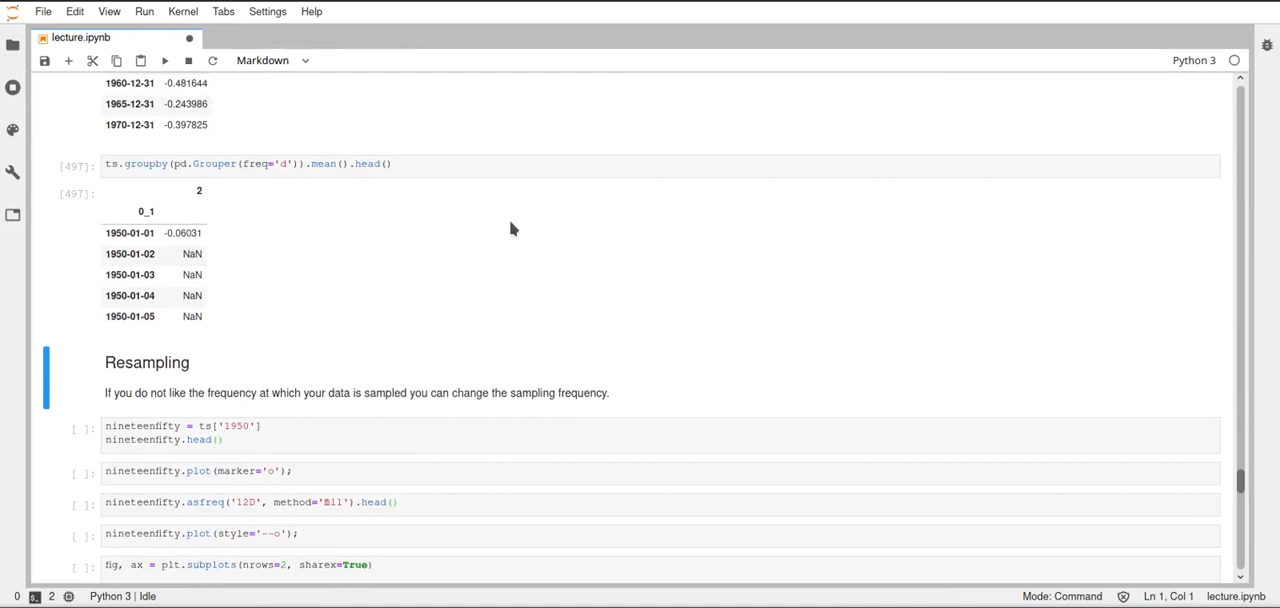 File Edit View Run Kernel Tabs Settings Help
lecture.ipynb
Markdown Python 3
1960-12-31 -0.481644
1965-12-31 -0.243986
1970-12-31 -0.397825
[497]: ts.groupby(pd.Grouper(freq='d')).mean().head()
[497]: 2
0_1
1950-01-01 -0.06031
1950-01-02 NaN
1950-01-03 NaN
1950-01-04 NaN
1950-01-05 NaN
Resampling
If you do not like the frequency at which your data is sampled you can change the sampling frequency.
[ ]: nineteenfifty = ts['1950']
nineteenfifty.head()
[ ]: nineteenfifty.plot(marker='o');
[ ]: nineteenfifty.asfreq('12D', method='ffill').head()
[ ]: nineteenfifty.plot(style='--o');
[ ]: fig, ax = plt.subplots(nrows=2, sharex=True)
0 2 Python 3 | Idle Mode: Command Ln 1, Col 1 lecture.ipynb